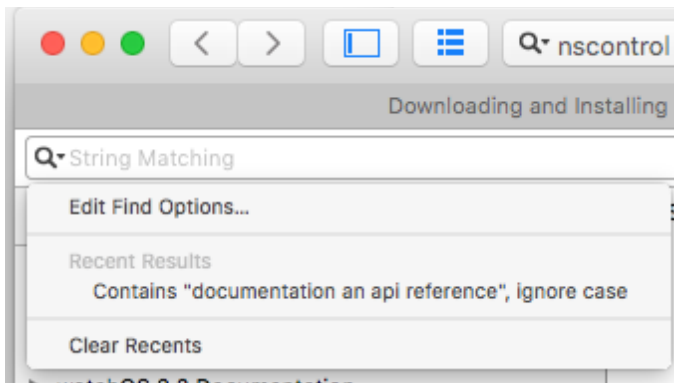 nscontrol
Downloading and Installing
String Matching
Edit Find Options...
Recent Results
Contains "documentation an api reference", ignore case
Clear Recents